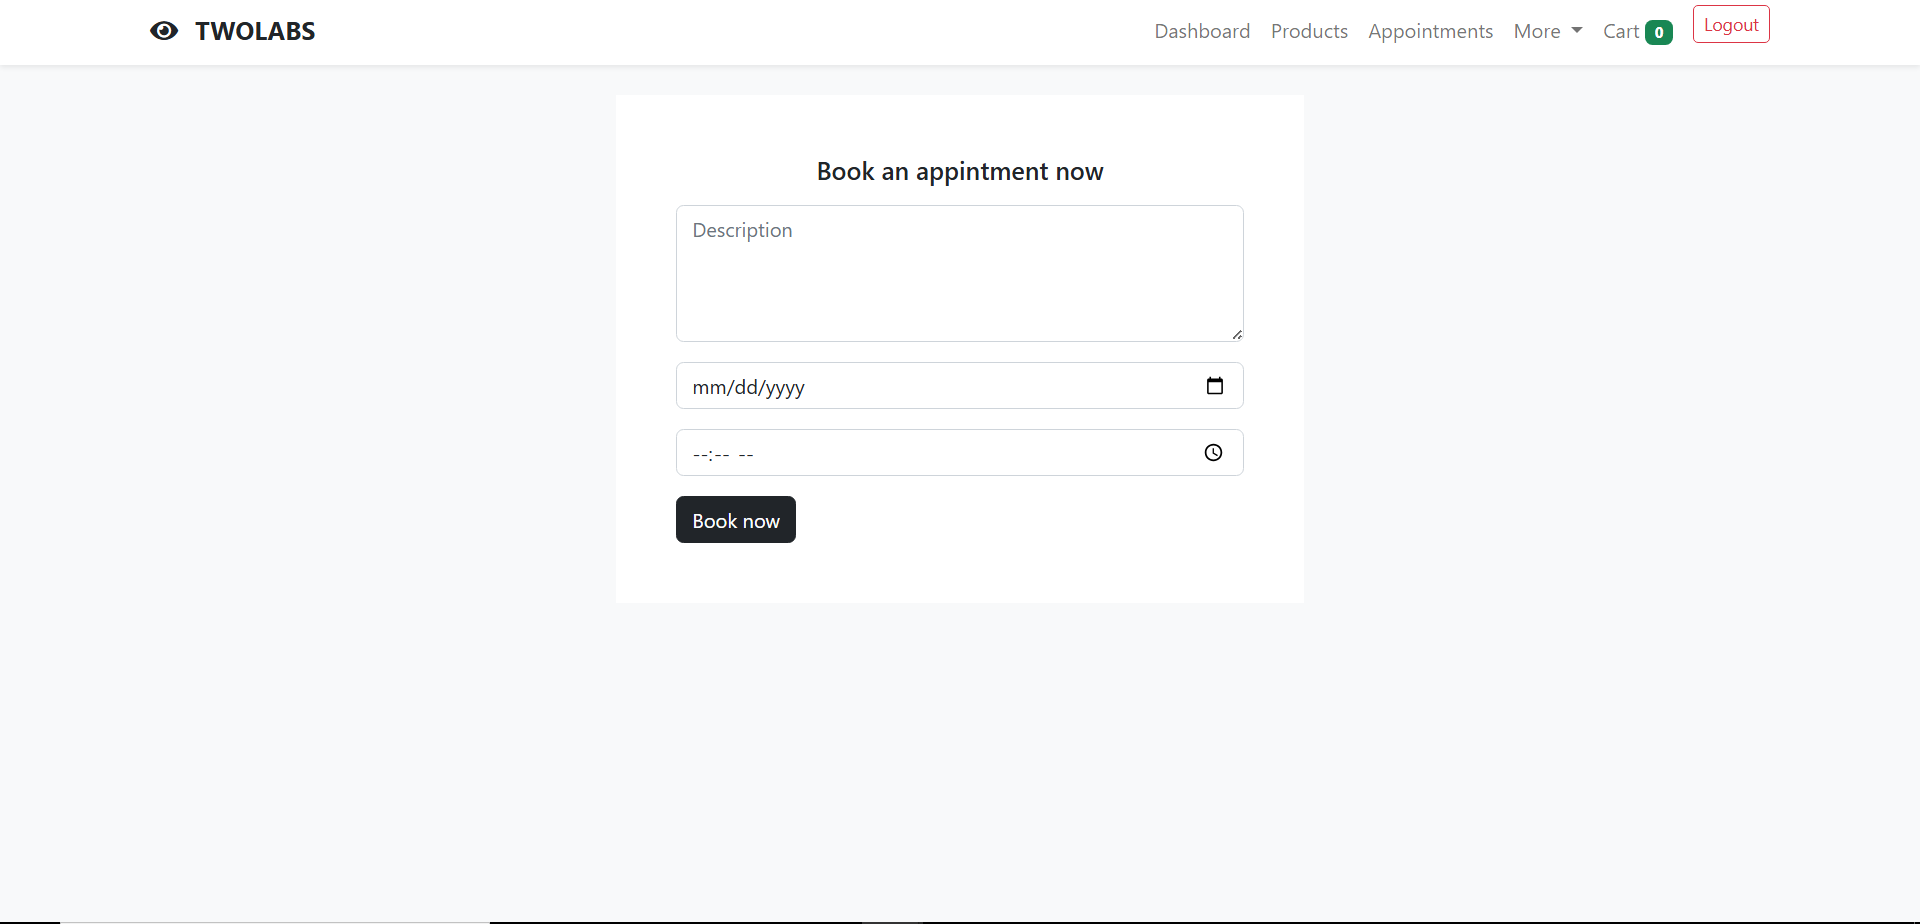 TWOLABS
Dashboard Products Appointments More Cart 0 Logout
Book an appintment now
Description
mm/dd/yyyy
--:-- --
Book now